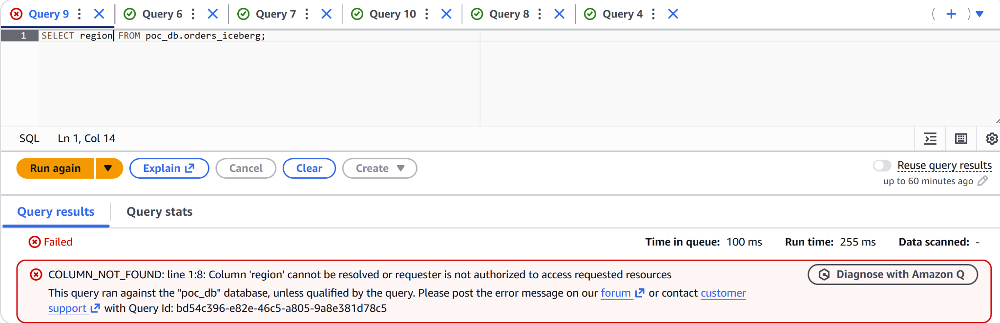 Query 9 Query 6 Query 7 Query 10 Query 8 Query 4
1 SELECT region FROM poc_db.orders_iceberg;
SQL Ln 1, Col 14
Run again Explain Cancel Clear Create
Reuse query results
up to 60 minutes ago
Query results Query stats
Failed Time in queue: 100 ms Run time: 255 ms Data scanned: -
COLUMN_NOT_FOUND: line 1:8: Column 'region' cannot be resolved or requester is not authorized to access requested resources
Diagnose with Amazon Q
This query ran against the "poc_db" database, unless qualified by the query. Please post the error message on our forum or contact customer
support with Query Id: bd54c396-e82e-46c5-a805-9a8e381d78c5